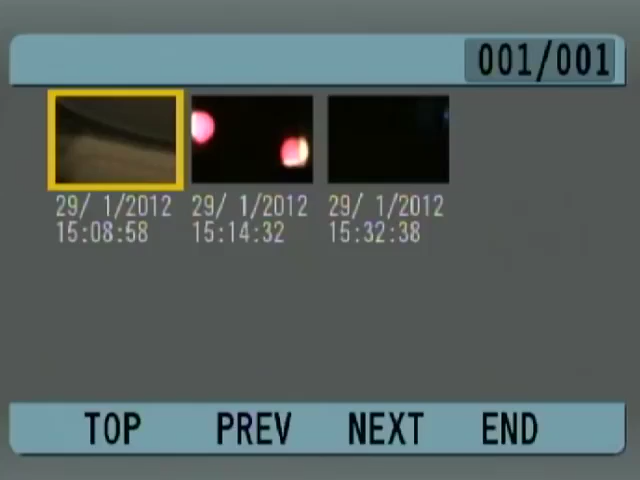 001/001
29/ 1/2012 29/ 1/2012 29/ 1/2012
15:08:58 15:14:32 15:32:38
TOP PREV NEXT END